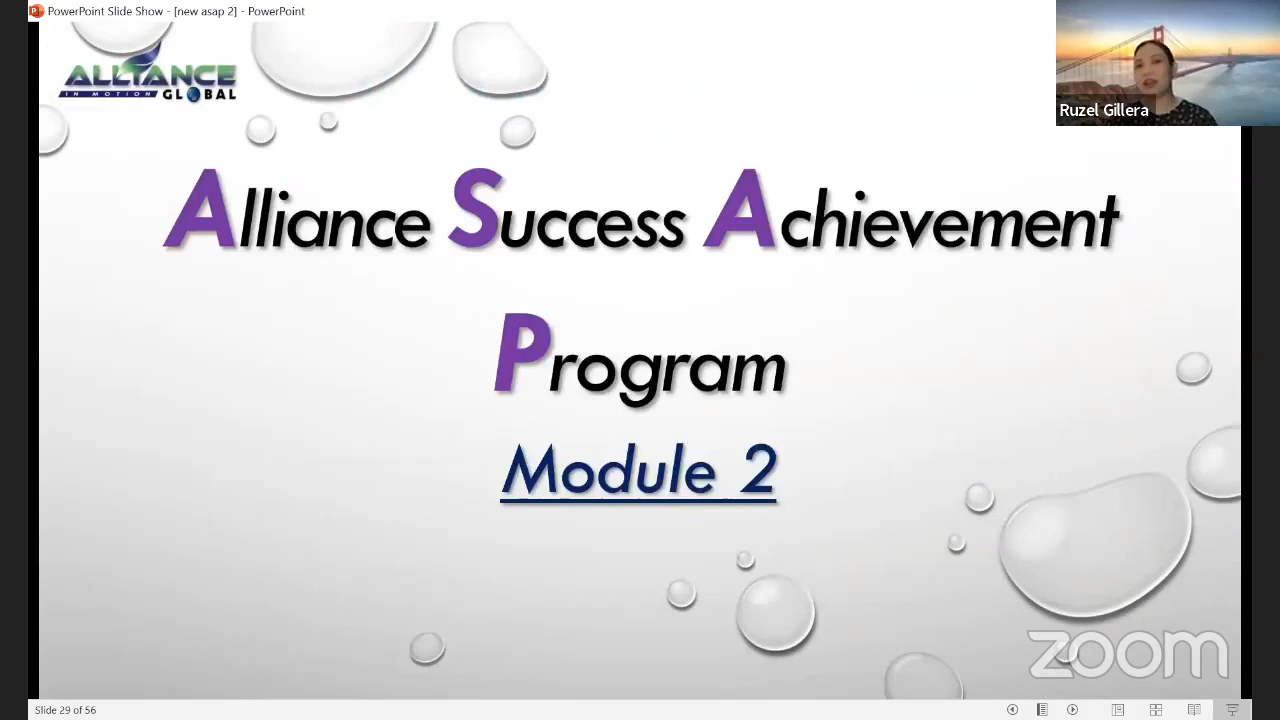 PowerPoint Slide Show - [new asap 2] - PowerPoint
ALLIANCE
IN MOTION GLOBAL
Ruzel Gillera
Alliance Success Achievement
Program
Module 2
zoom
Slide 29 of 56